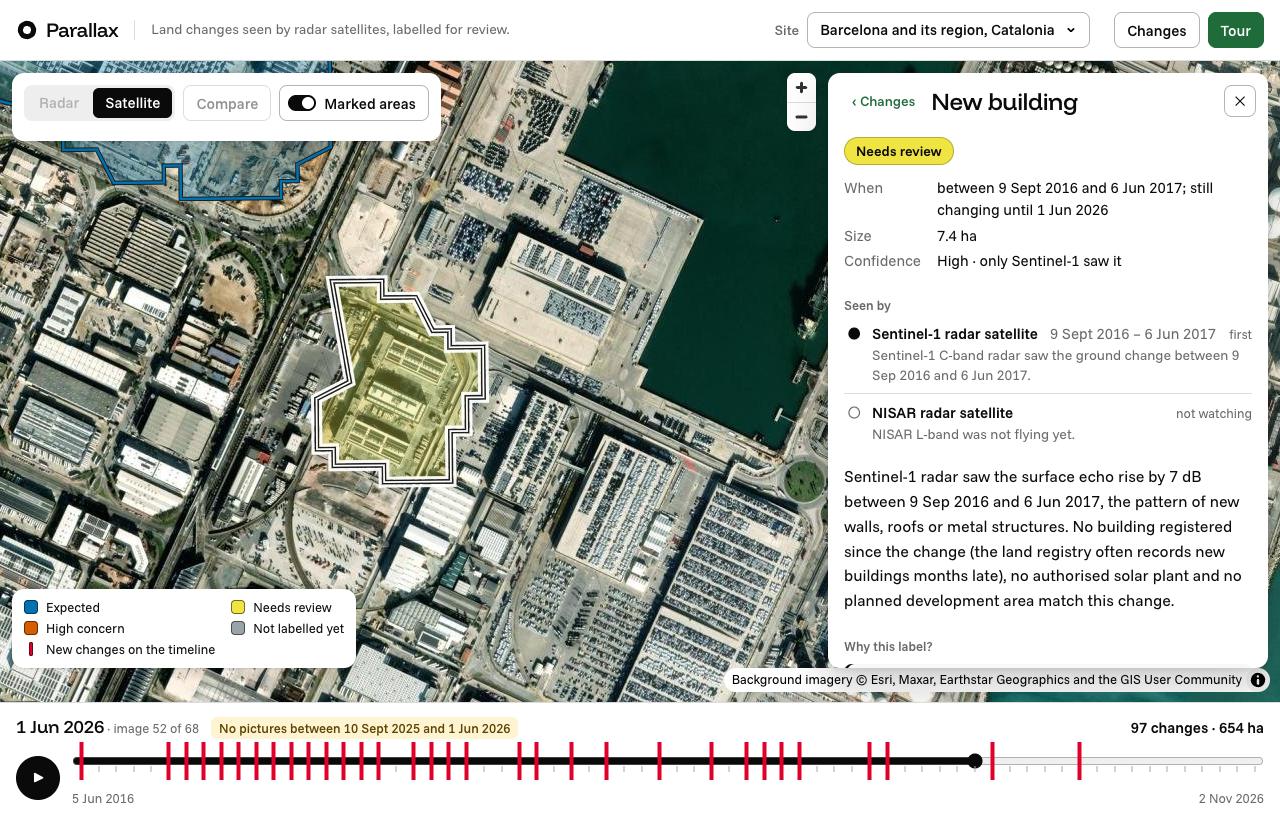 Parallax
Land changes seen by radar satellites, labelled for review.
Site
Barcelona and its region, Catalonia
Changes
Tour
Radar
Satellite
Compare
Marked areas
+
−
‹ Changes
New building
×
Needs review
When
between 9 Sept 2016 and 6 Jun 2017; still
changing until 1 Jun 2026
Size
7.4 ha
Confidence
High · only Sentinel-1 saw it
Seen by
Sentinel-1 radar satellite 9 Sept 2016 – 6 Jun 2017 first
Sentinel-1 C-band radar saw the ground change between 9
Sep 2016 and 6 Jun 2017.
NISAR radar satellite not watching
NISAR L-band was not flying yet.
Sentinel-1 radar saw the surface echo rise by 7 dB
between 9 Sep 2016 and 6 Jun 2017, the pattern of new
walls, roofs or metal structures. No building registered
since the change (the land registry often records new
buildings months late), no authorised solar plant and no
planned development area match this change.
Why this label?
Expected
Needs review
High concern
Not labelled yet
New changes on the timeline
Background imagery © Esri, Maxar, Earthstar Geographics and the GIS User Community
1 Jun 2026 · image 52 of 68
No pictures between 10 Sept 2025 and 1 Jun 2026
97 changes · 654 ha
5 Jun 2016
2 Nov 2026